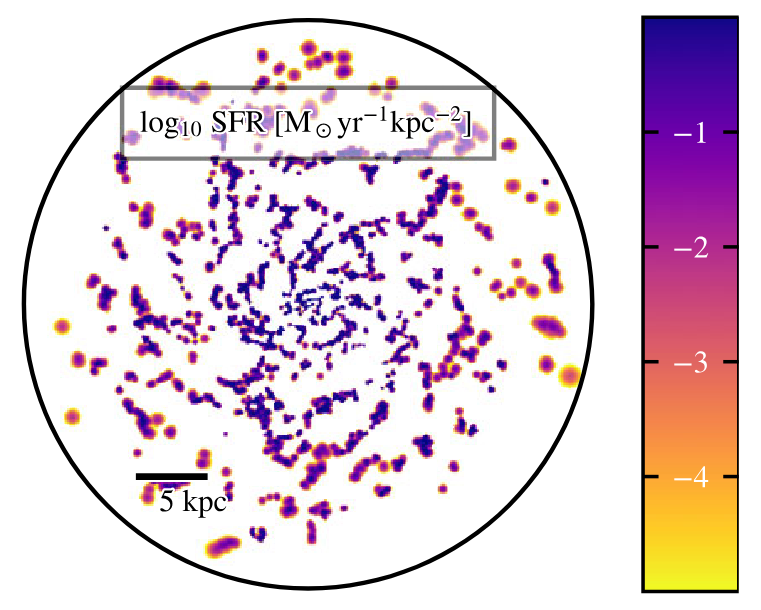 log₁₀ SFR [M⊙ yr⁻¹kpc⁻²]
−1
−2
−3
−4
5 kpc